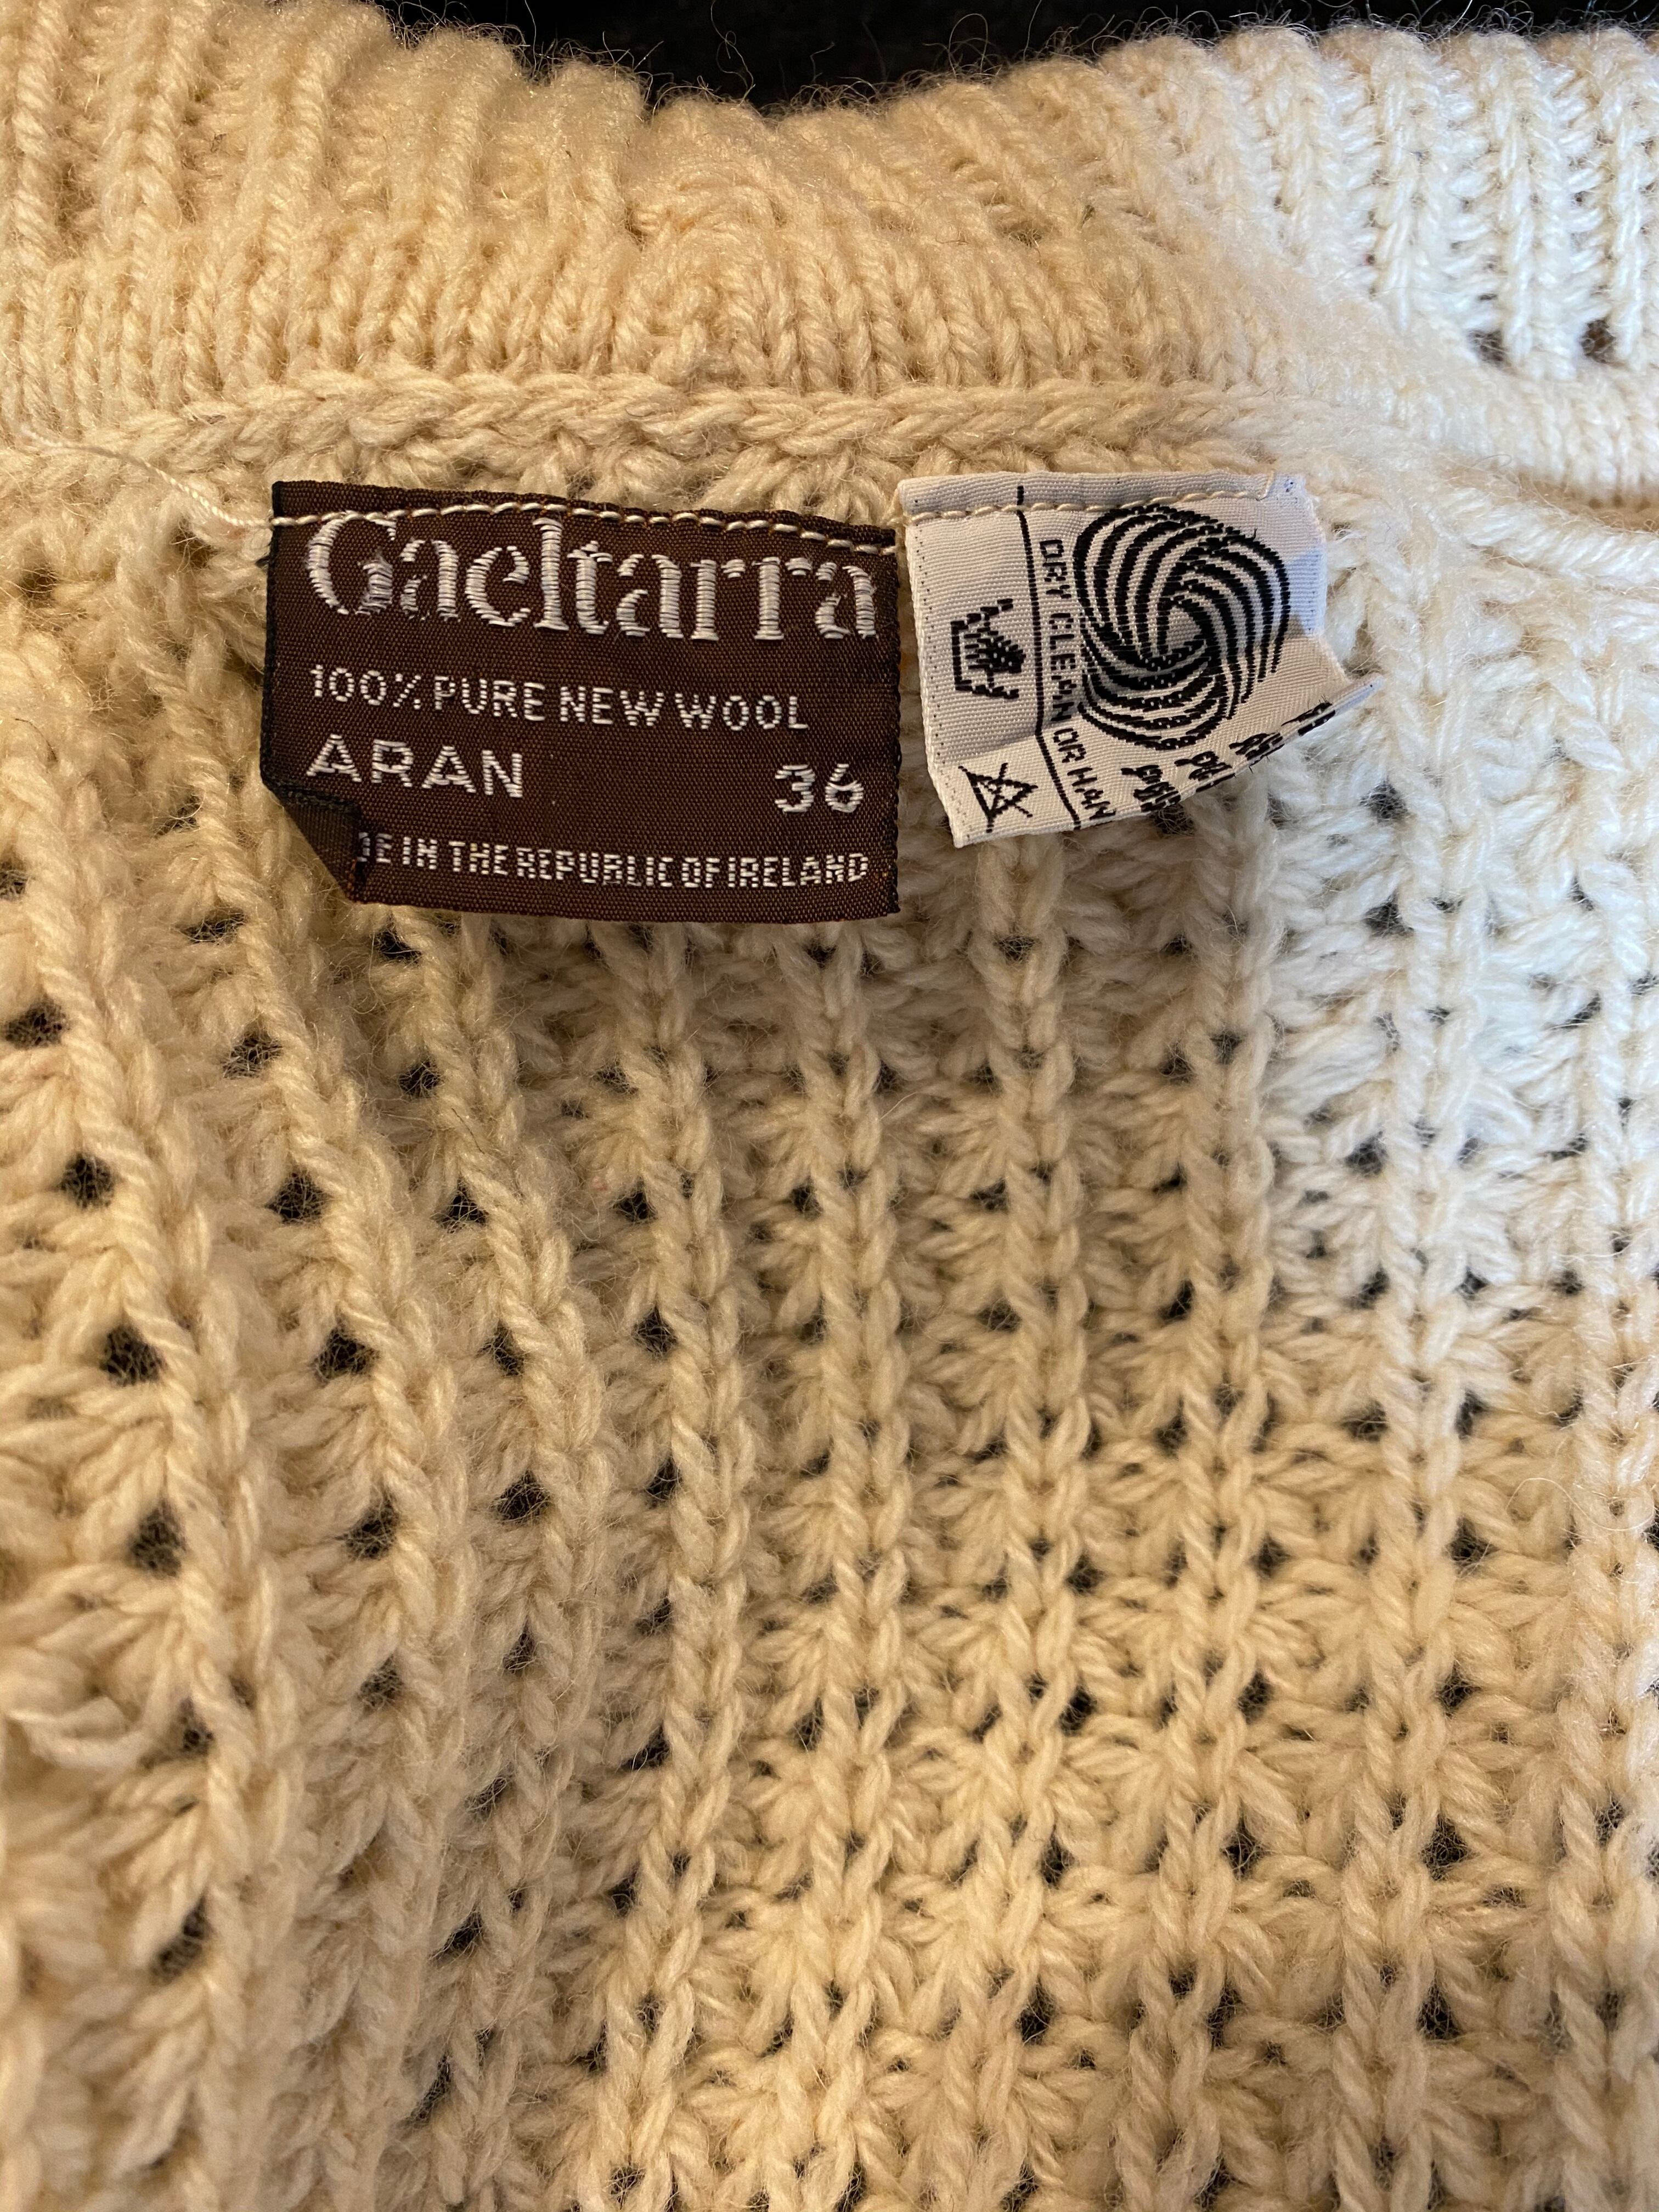 Gaeltarra
100% PURE NEW WOOL
ARAN 36
DE IN THE REPUBLIC OF IRELAND
DRY CLEAN OR HAN